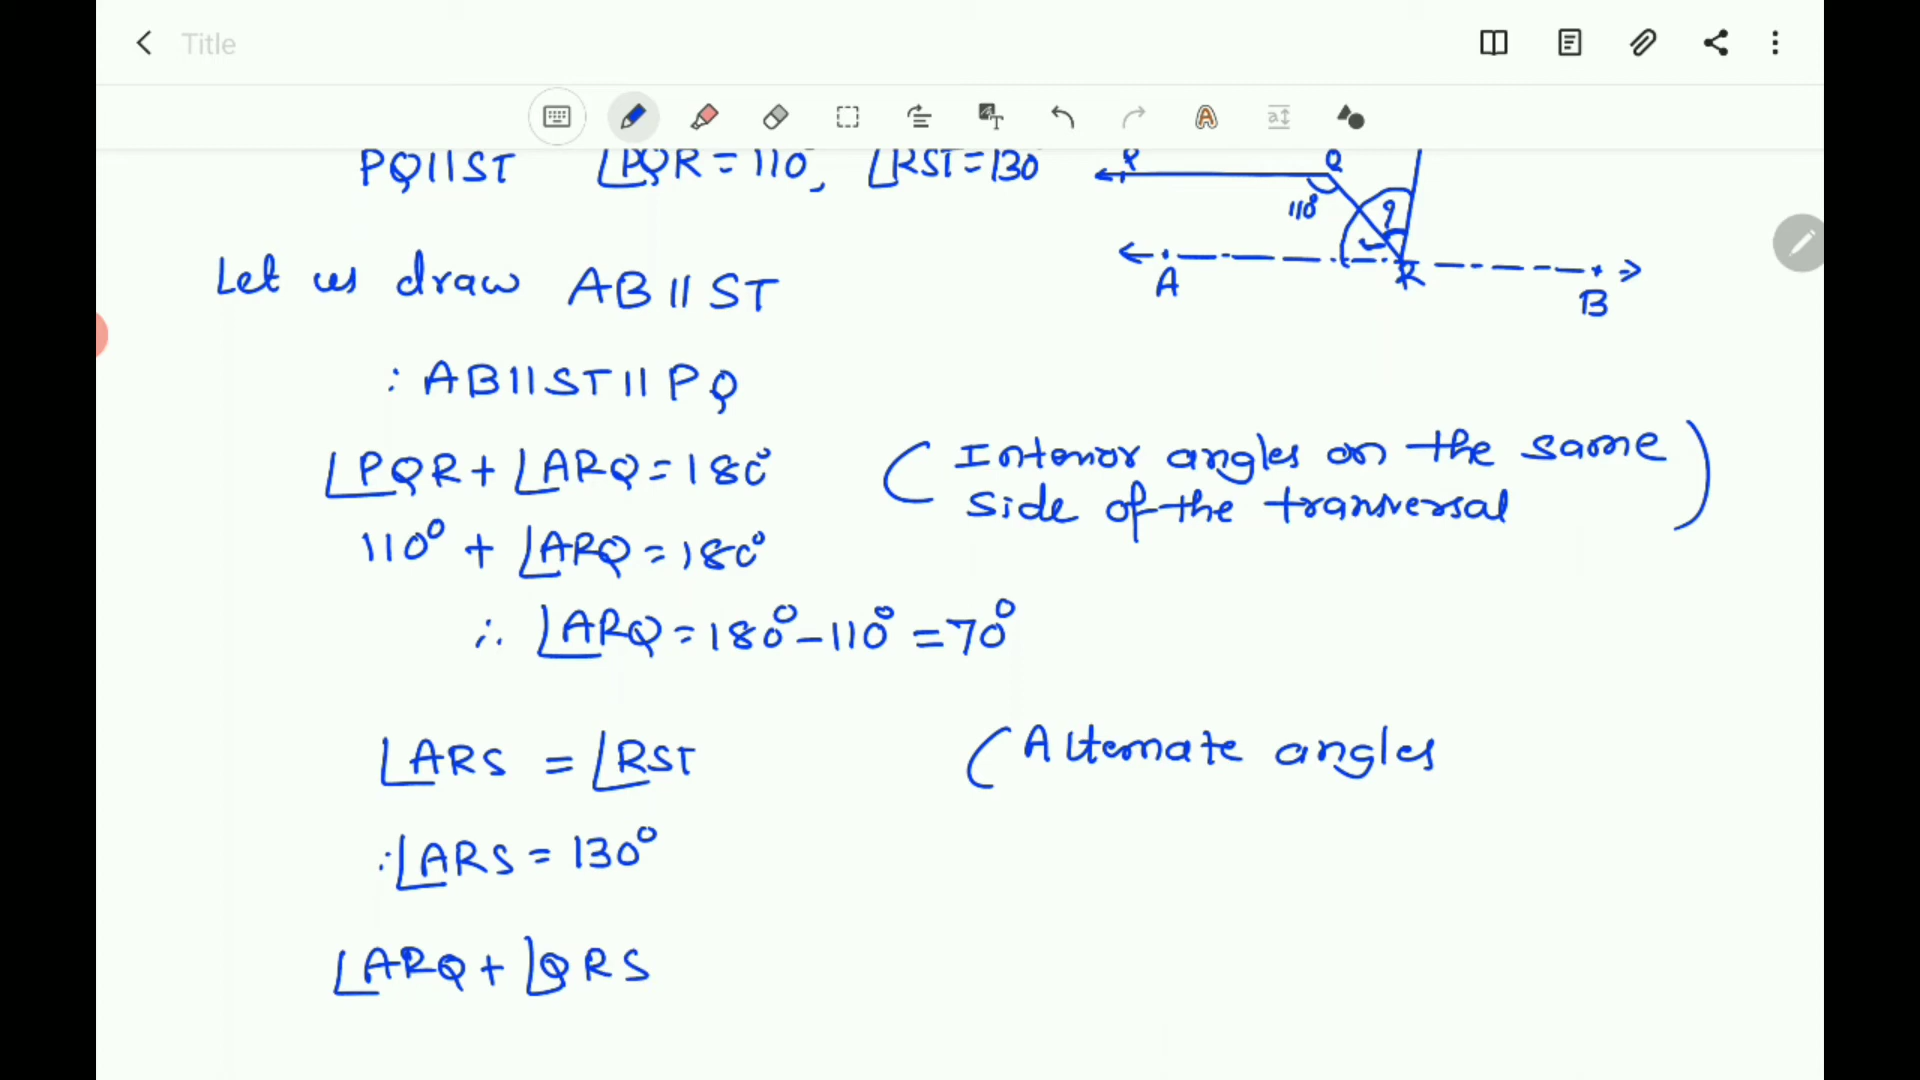 Title
PQ||ST ∠PQR = 110°, ∠RST = 130
Q
110°
?
A R B
Let us draw AB || ST
∴ AB||ST||PQ
∠PQR + ∠ARQ = 180° (Interior angles on the same
side of the transversal)
110° + ∠ARQ = 180°
∴ ∠ARQ = 180° - 110° = 70°
∠ARS = ∠RST (Alternate angles
∴ ∠ARS = 130°
∠ARQ + ∠QRS